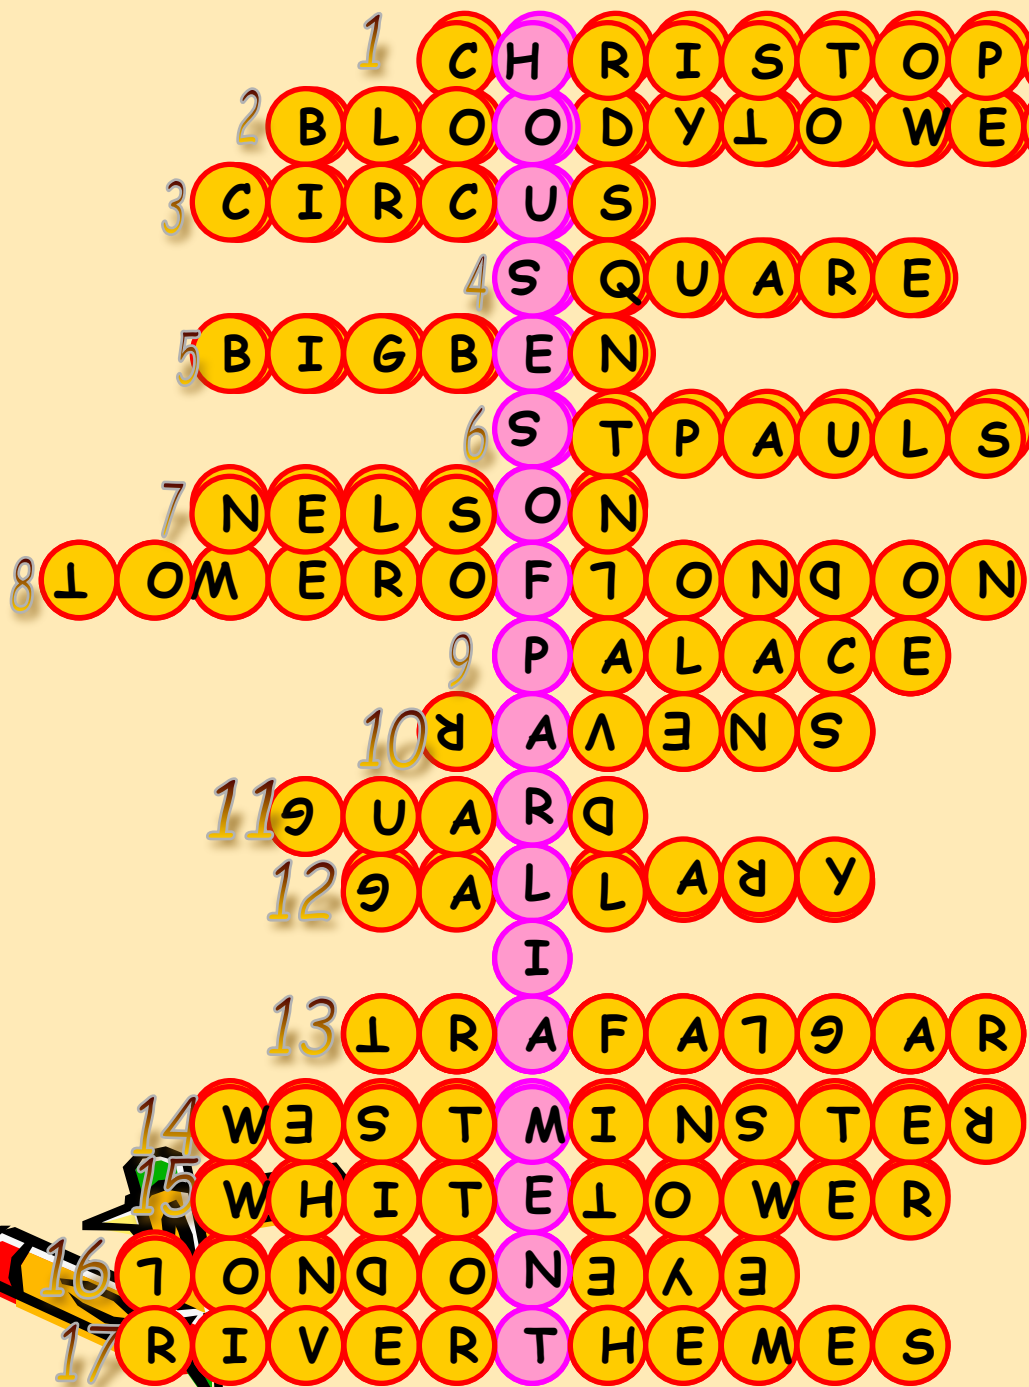 1 CHRISTOP
2 BLOODYTOWE
3 CIRCUS
4 SQUARE
5 BIGBEN
6 STPAULS
7 NELSON
8 TOWEROFLONDON
9 PALACE
10 RAVENS
11 GUARD
12 GALLARY
I
13 TRAFALGAR
14 WESTMINSTER
15 WHITETOWER
16 LONDONEYE
17 RIVERTHEMES